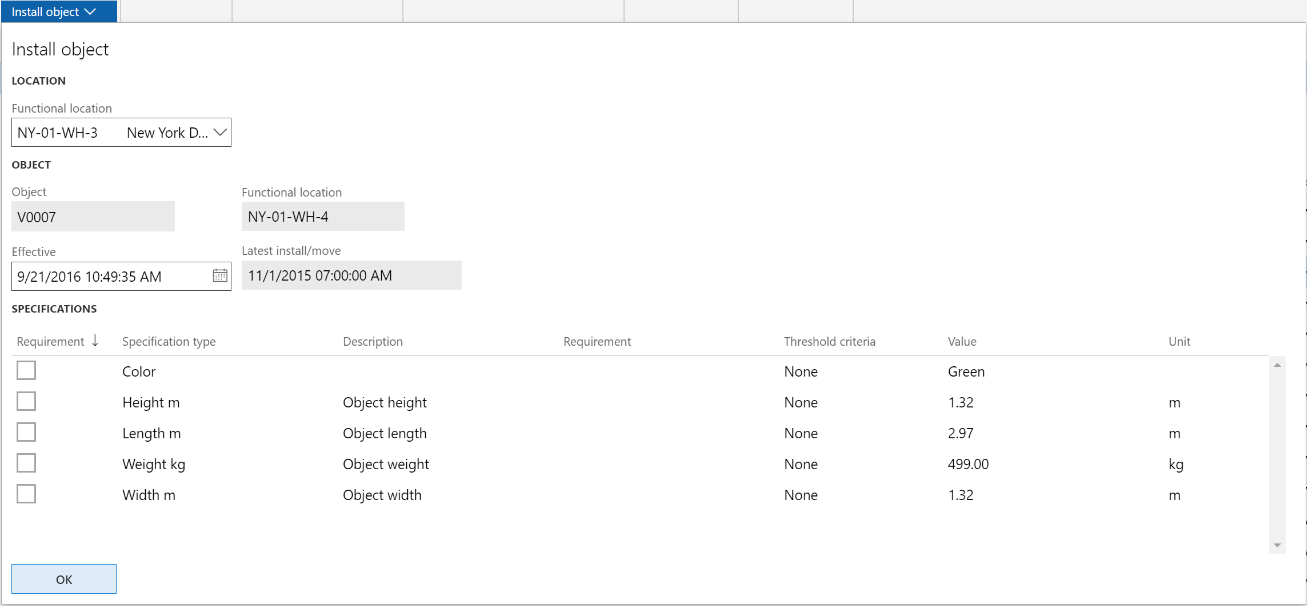 Install object
Install object
LOCATION
Functional location
NY-01-WH-3 New York D...
OBJECT
Object Functional location
V0007 NY-01-WH-4
Effective Latest install/move
9/21/2016 10:49:35 AM 11/1/2015 07:00:00 AM
SPECIFICATIONS
Requirement Specification type Description Requirement Threshold criteria Value Unit
Color None Green
Height m Object height None 1.32 m
Length m Object length None 2.97 m
Weight kg Object weight None 499.00 kg
Width m Object width None 1.32 m
OK